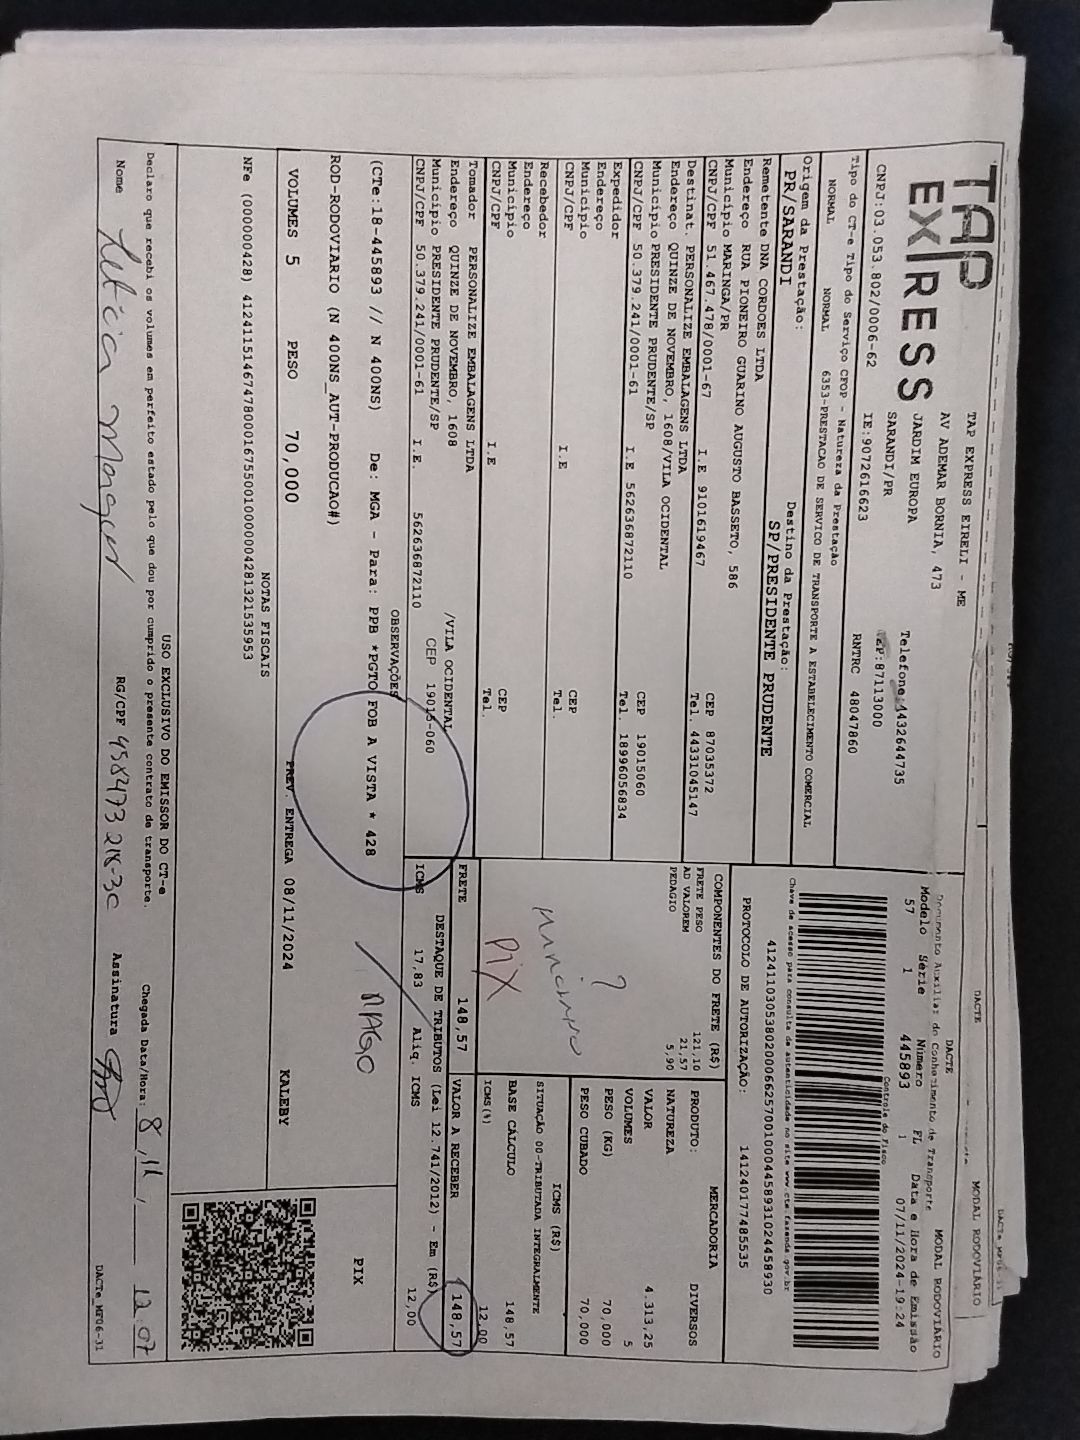 TAP
EX/RESS
TAP EXPRESS EIRELI - ME
AV ADEMAR BORNIA, 473
JARDIM EUROPA
SARANDI/PR
Telefone: 4432644735
CEP:87113000
CNPJ:03.053.802/0006-62
IE:9072616623
RNTRC 48047860
Tipo do CT-e Tipo do Serviço CFOP - Natureza da Prestação
NORMAL NORMAL 6353-PRESTACAO DE SERVICO DE TRANSPORTE A ESTABELECIMENTO COMERCIAL
Origem da Prestação:
PR/SARANDI
Destino da Prestação:
SP/PRESIDENTE PRUDENTE
Remetente DNA CORDOES LTDA
Endereço RUA PIONEIRO GUARINO AUGUSTO BASSETO, 586
Município MARINGA/PR CEP 87035372
CNPJ/CPF 51.467.478/0001-67 I.E 9101619467 Tel. 44331045147
Destinat. PERSONALIZE EMBALAGENS LTDA
Endereço QUINZE DE NOVEMBRO, 1608/VILA OCIDENTAL
Município PRESIDENTE PRUDENTE/SP CEP 19015060
CNPJ/CPF 50.379.241/0001-61 I.E 562636872110 Tel. 18996056834
Expedidor
Endereço
Município CEP
CNPJ/CPF I.E Tel.
Recebedor
Endereço
Município CEP
CNPJ/CPF I.E Tel.
Tomador PERSONALIZE EMBALAGENS LTDA
Endereço QUINZE DE NOVEMBRO, 1608 /VILA OCIDENTAL
Município PRESIDENTE PRUDENTE/SP CEP 19015-060
CNPJ/CPF 50.379.241/0001-61 I.E. 562636872110
OBSERVAÇÕES
(CTe:18-445893 // N 400NS) De: MGA - Para: PPB *PGTO FOB A VISTA * 428
ROD-RODOVIARIO (N 400NS_AUT-PRODUCAO#)
VOLUMES 5 PESO 70,000 PREV. ENTREGA 08/11/2024 KALEBY
NOTAS FISCAIS
NFe (000000428) 41241151467478000167550010000004281321535953
DACTE
MODAL RODOVIÁRIO
DACTE
Documento Auxiliar do Conhecimento de Transporte
MODAL RODOVIÁRIO
Modelo Serie Número FL Data e Hora de Emissão
57 1 445893 1 07/11/2024-19:24
Controle do Fisco
Chave de acesso para consulta de autenticidade no site www.cte.fazenda.gov.br
41241103053802000662570010004458931024458930
PROTOCOLO DE AUTORIZAÇÃO: 141240177485535
COMPONENTES DO FRETE (R$)
FRETE PESO 121,10
AD VALOREM 21,57
PEDAGIO 5,90
?
PIX
MERCADORIA
PRODUTO: DIVERSOS
NATUREZA
VALOR 4.313,25
VOLUMES 5
PESO (KG) 70,000
PESO CUBADO 70,000
ICMS (R$)
SITUAÇÃO 00-TRIBUTADA INTEGRALMENTE
BASE CÁLCULO 148,57
ICMS(%) 12,00
FRETE 148,57 VALOR A RECEBER 148,57
DESTAQUE DE TRIBUTOS (Lei 12.741/2012) - Em (R$)
ICMS 17,83 Aliq. ICMS 12,00
PAGO
PIX
USO EXCLUSIVO DO EMISSOR DO CT-e
Declaro que recebi os volumes em perfeito estado pelo que dou por cumprido o presente contrato de transporte.
Chegada Data/Hora: 8 , 11 , 12:07
Nome Letícia RG/CPF Assinatura
DACTe_MF06-31